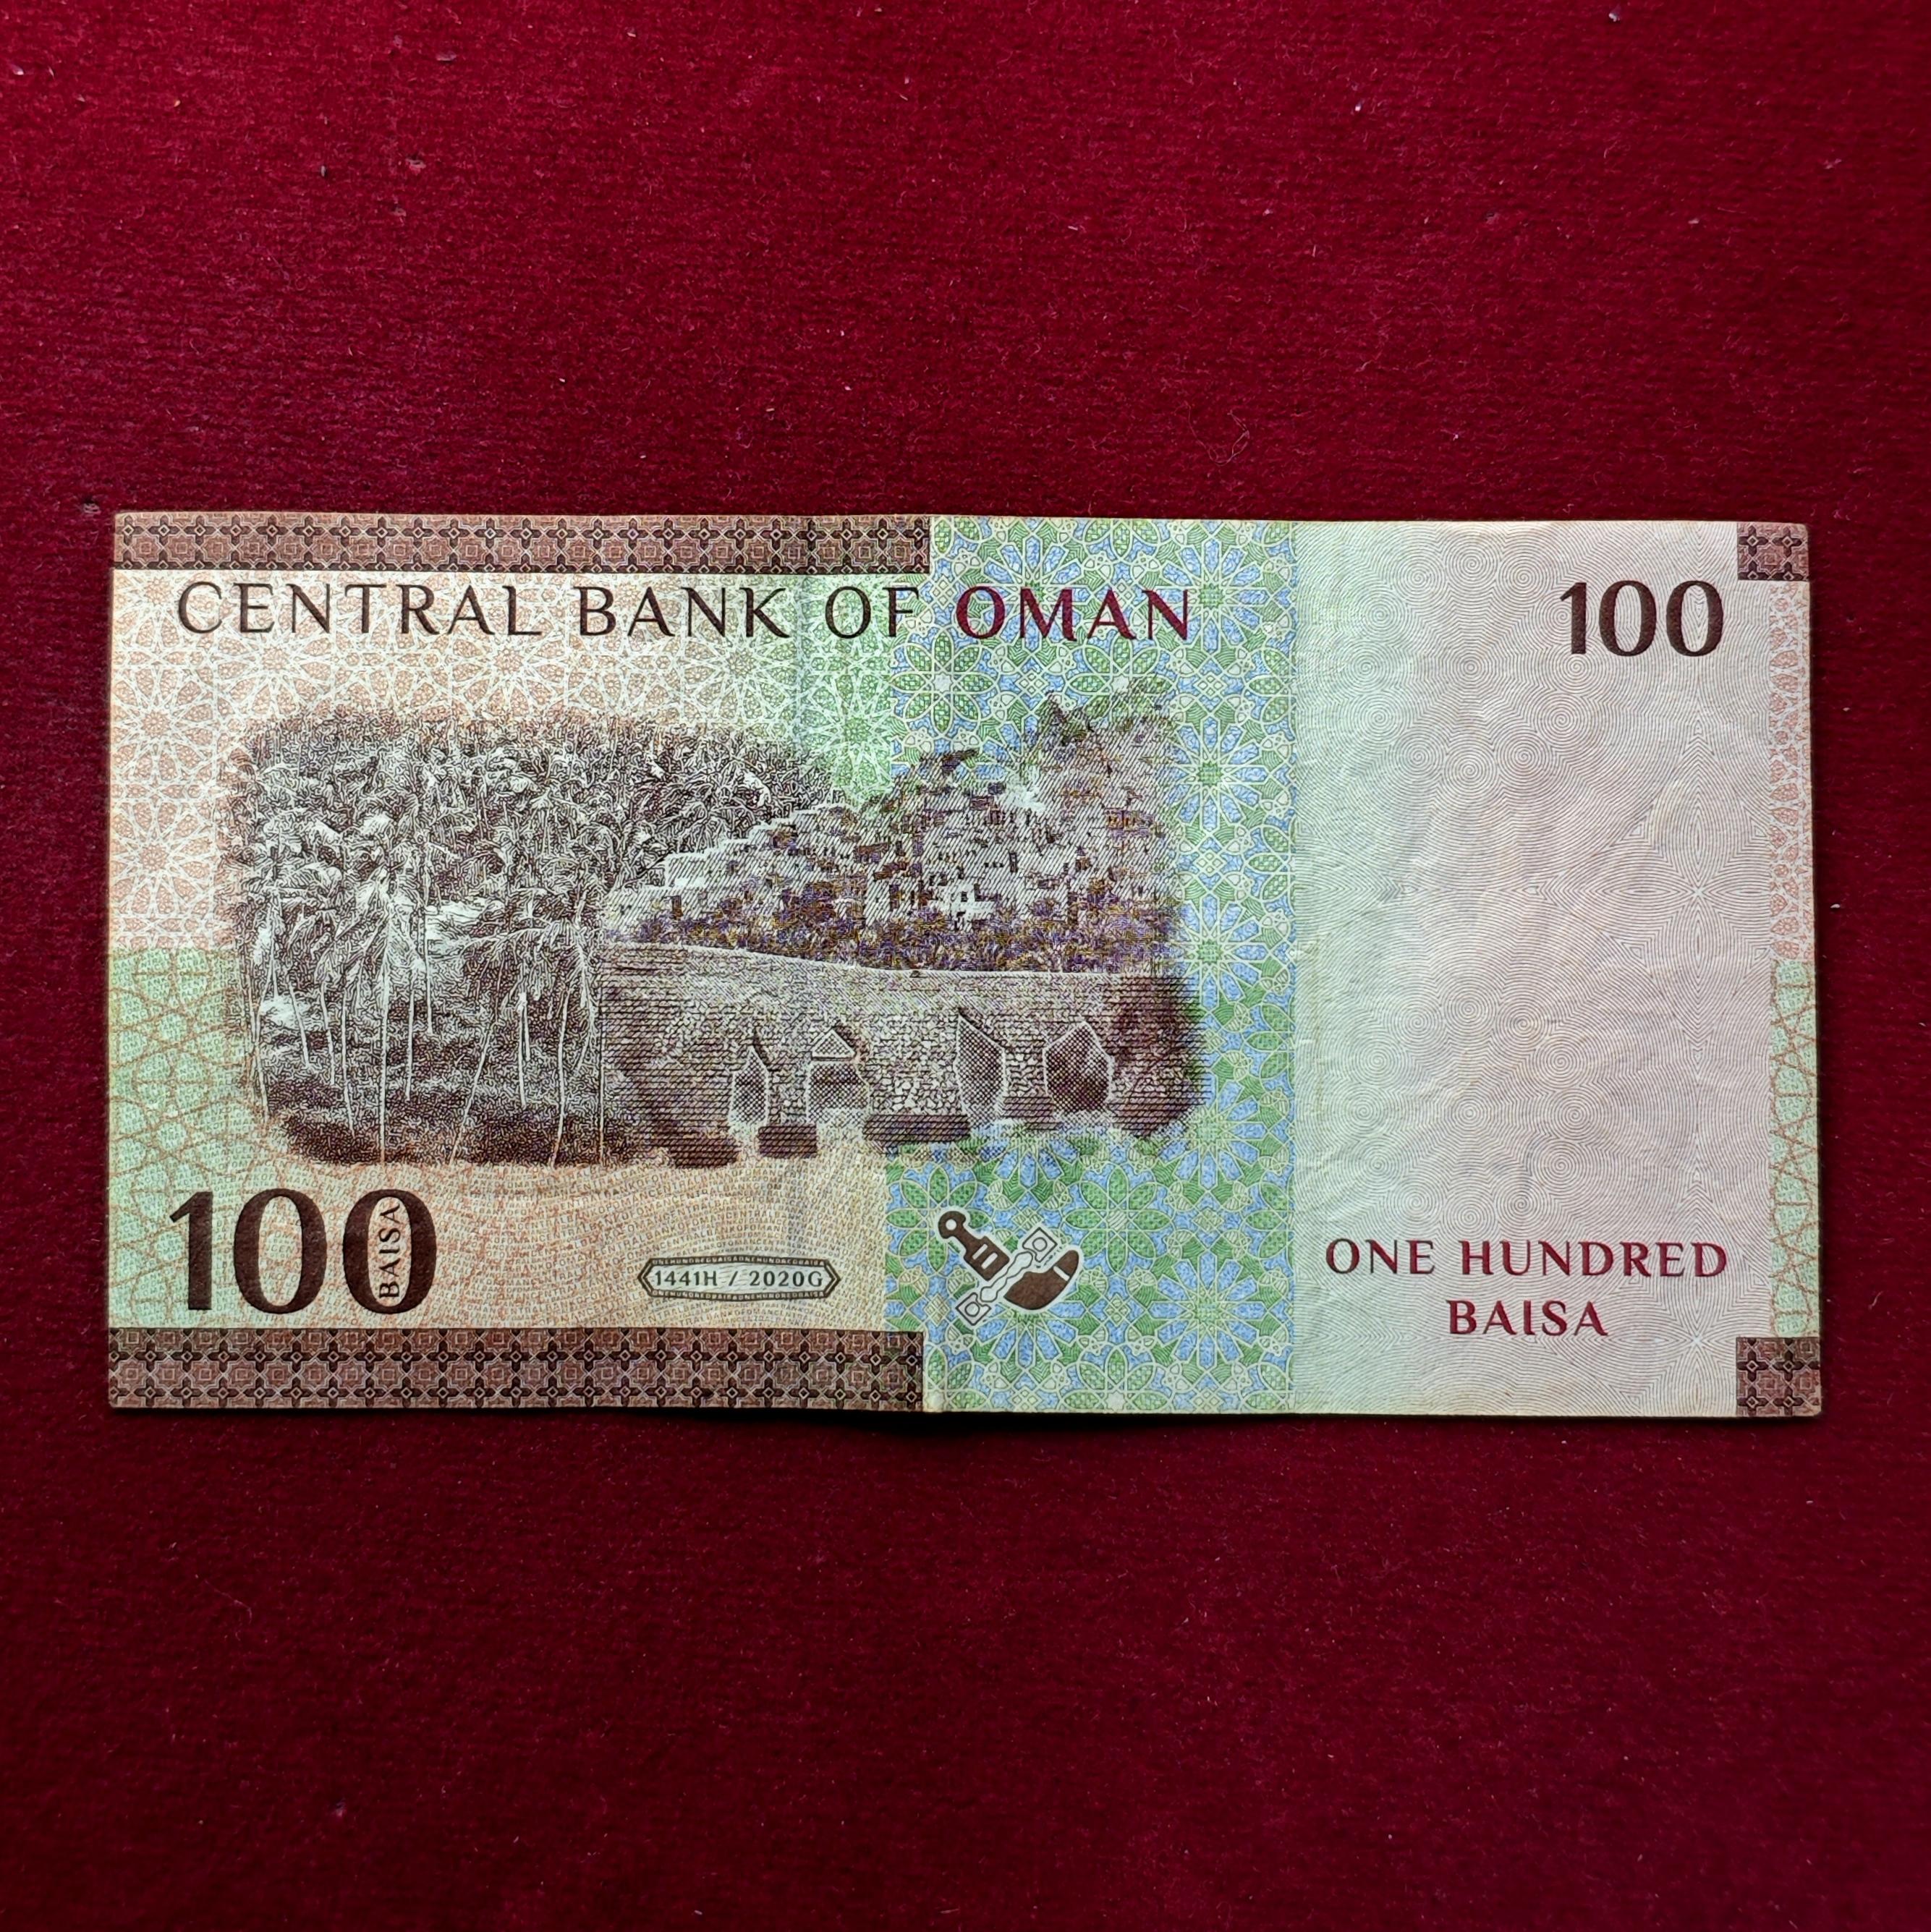 CENTRAL BANK OF OMAN
100
100
BAISA
1441H / 2020G
ONE HUNDRED
BAISA